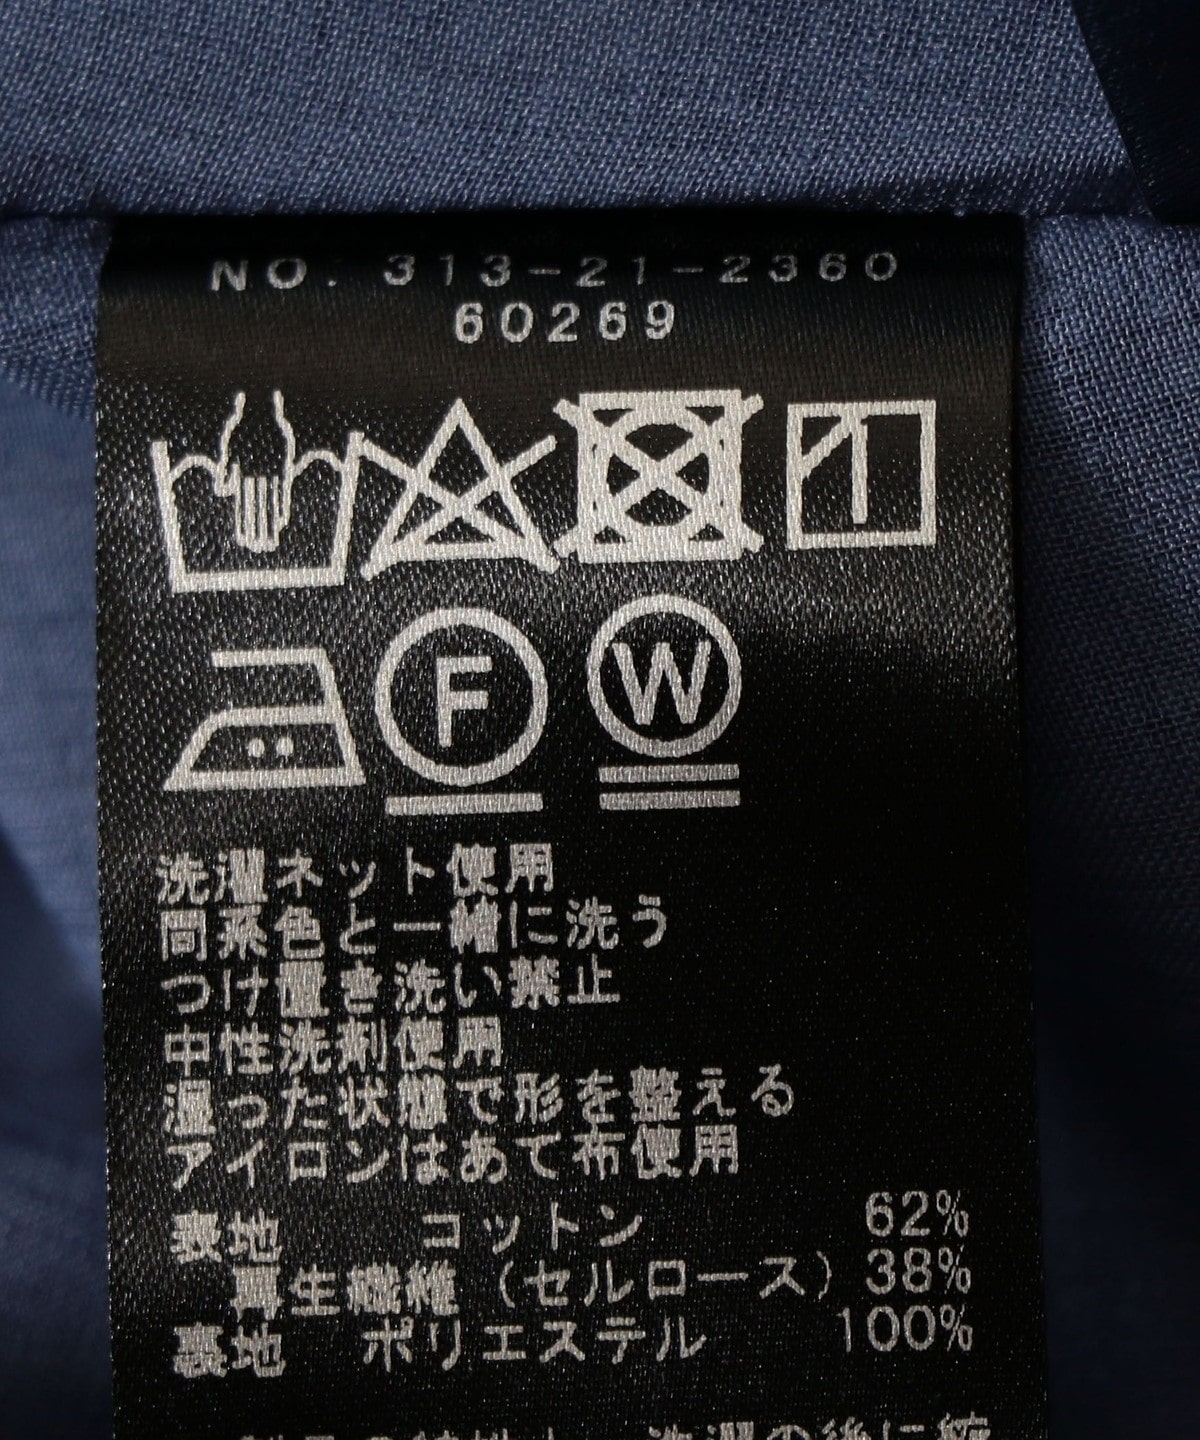 NO. 313-21-2360
60269
F W
洗濯ネット使用
同系色と一緒に洗う
つけ置き洗い禁止
中性洗剤使用
湿った状態で形を整える
アイロンはあて布使用
表地 コットン 62%
再生繊維(セルロース) 38%
裏地 ポリエステル 100%